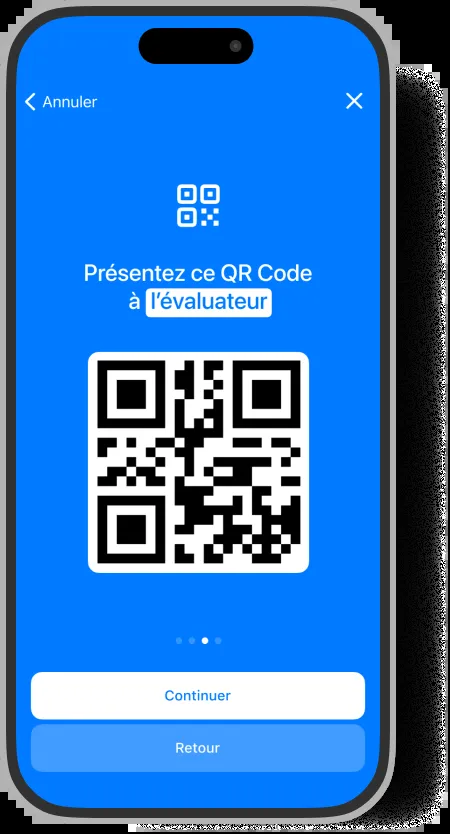 Annuler
Présentez ce QR Code
à l’évaluateur
Continuer
Retour